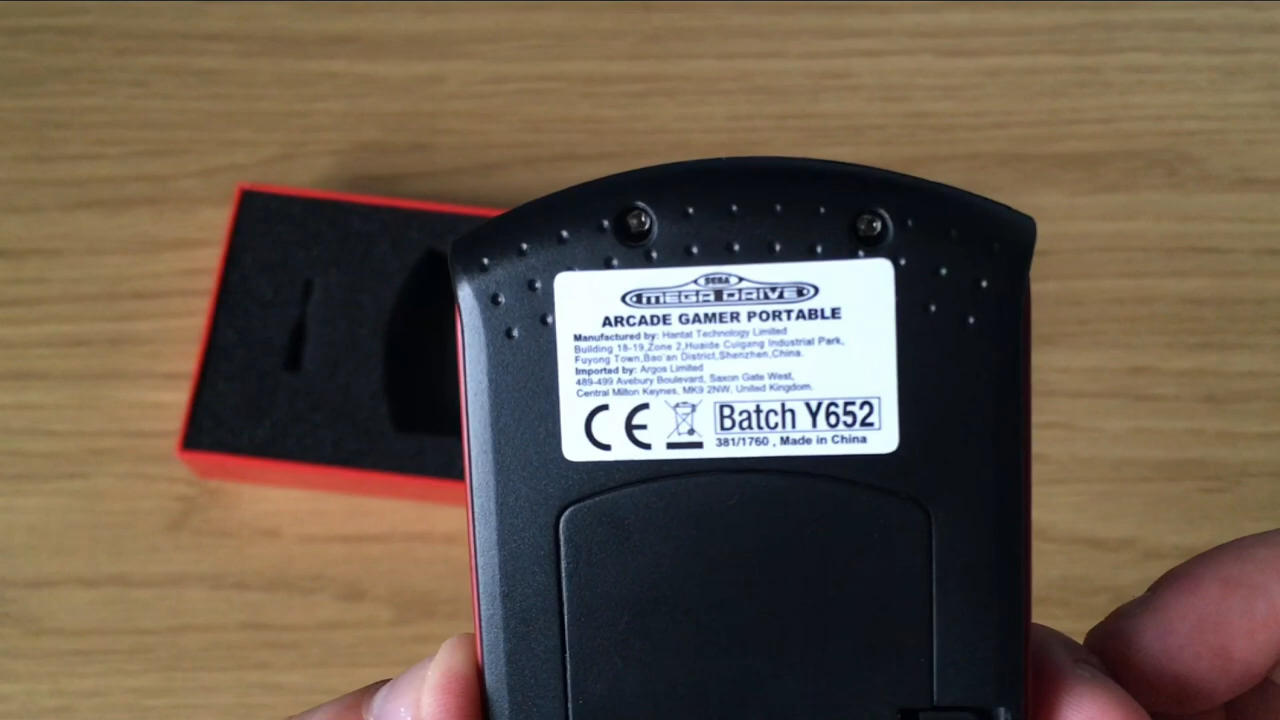 SEGA
MEGA DRIVE
ARCADE GAMER PORTABLE
Manufactured by: Hantat Technology Limited
Building 18-19,Zone 2,Huaide Cuigang Industrial Park,
Fuyong Town,Bao'an District,Shenzhen,China.
Imported by: Argos Limited
489-499 Avebury Boulevard, Saxon Gate West,
Central Milton Keynes, MK9 2NW, United Kingdom.
CE Batch Y652
381/1760 , Made in China